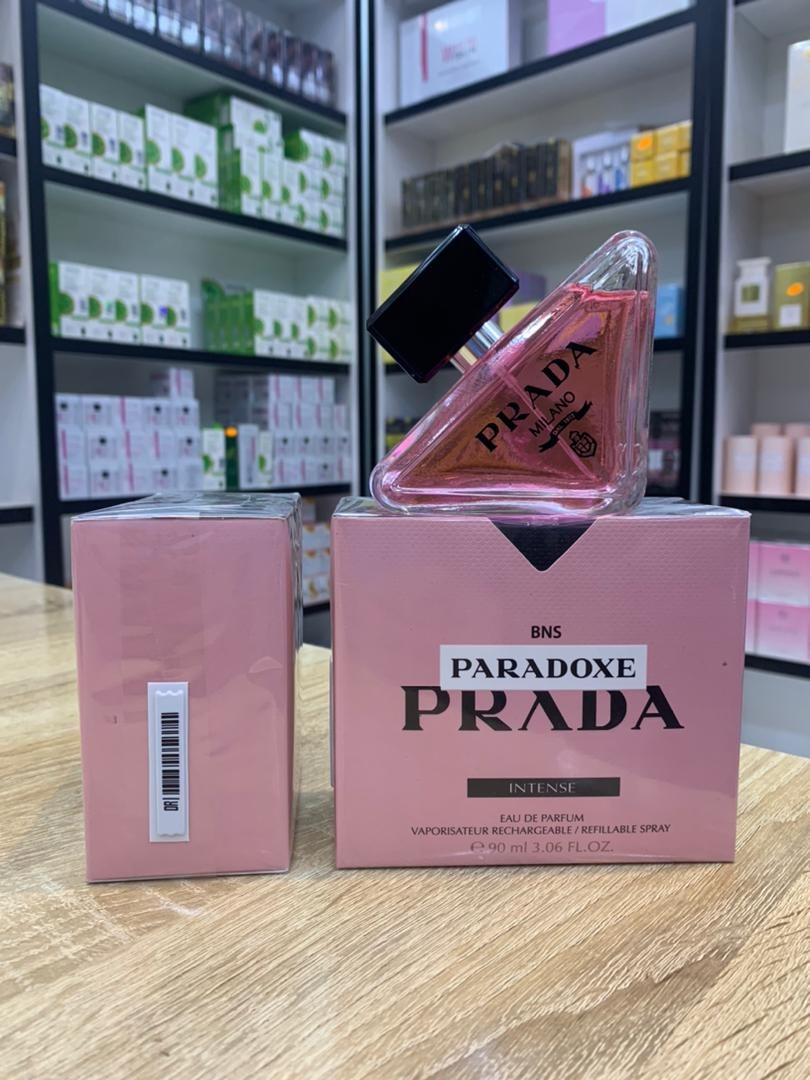 PRADA
MILANO
BNS
PARADOXE
PRADA
INTENSE
EAU DE PARFUM
VAPORISATEUR RECHARGEABLE / REFILLABLE SPRAY
℮ 90 ml 3.06 FL.OZ.